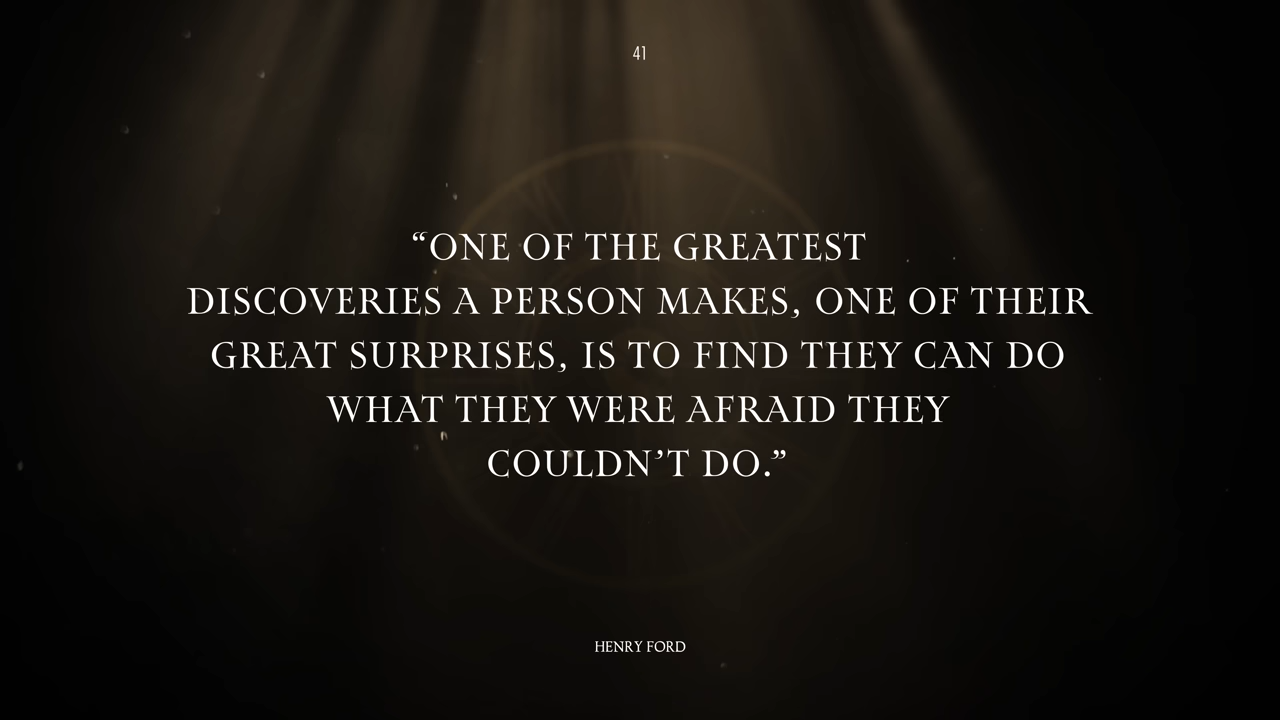 41
“ONE OF THE GREATEST
DISCOVERIES A PERSON MAKES, ONE OF THEIR
GREAT SURPRISES, IS TO FIND THEY CAN DO
WHAT THEY WERE AFRAID THEY
COULDN’T DO.”
HENRY FORD